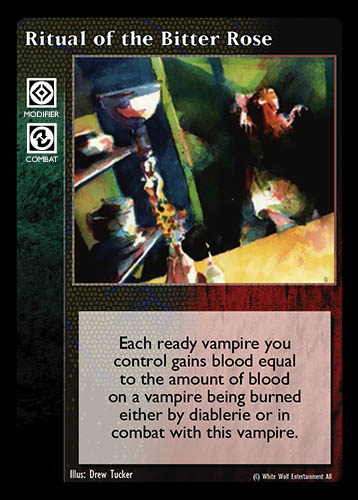 Ritual of the Bitter Rose
MODIFIER
COMBAT
Each ready vampire you
control gains blood equal
to the amount of blood
on a vampire being burned
either by diablerie or in
combat with this vampire.
Illus: Drew Tucker
(C) White Wolf Entertainment AB